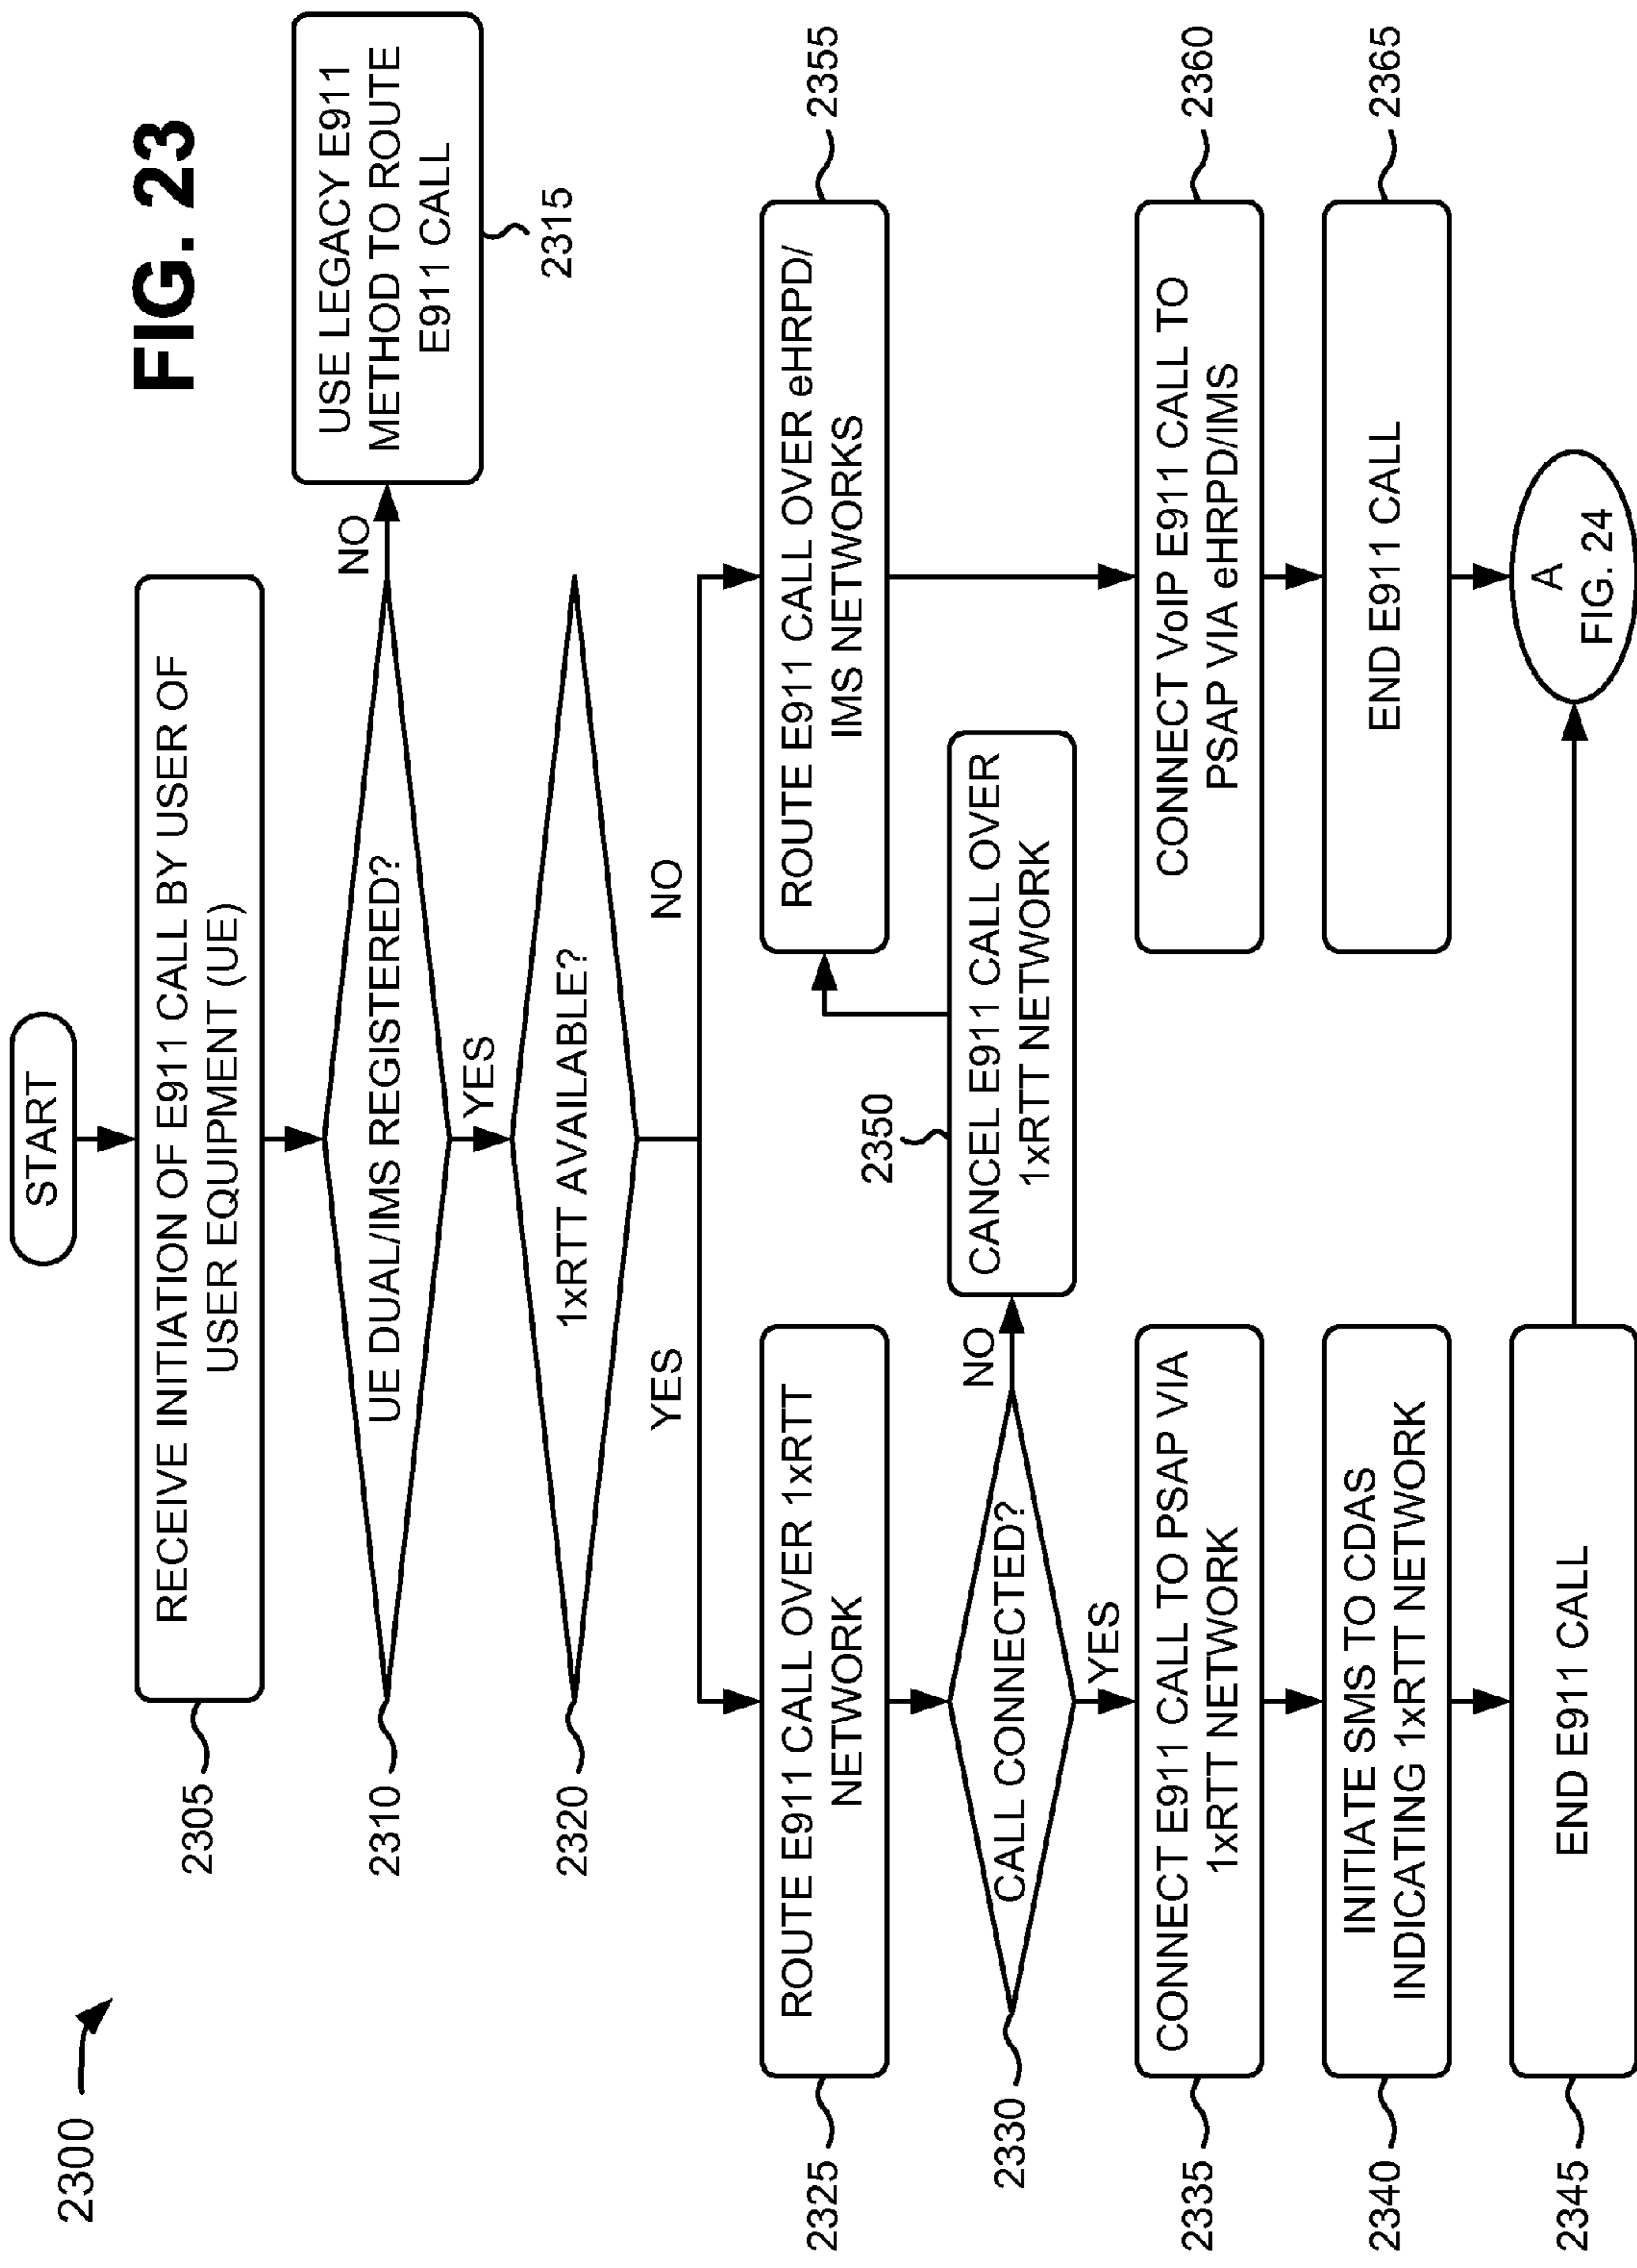 2300
FIG. 23
START
RECEIVE INITIATION OF E911 CALL BY USER OF
USER EQUIPMENT (UE)
2305
UE DUAL/IMS REGISTERED?
2310
NO
USE LEGACY E911
METHOD TO ROUTE
E911 CALL
2315
YES
1xRTT AVAILABLE?
2320
YES
NO
ROUTE E911 CALL OVER 1xRTT
NETWORK
2325
ROUTE E911 CALL OVER eHRPD/
IMS NETWORKS
2355
CALL CONNECTED?
2330
NO
2350
CANCEL E911 CALL OVER
1xRTT NETWORK
YES
CONNECT E911 CALL TO PSAP VIA
1xRTT NETWORK
2335
CONNECT VoIP E911 CALL TO
PSAP VIA eHRPD/IMS
2360
INITIATE SMS TO CDAS
INDICATING 1xRTT NETWORK
2340
END E911 CALL
2365
END E911 CALL
2345
A
FIG. 24